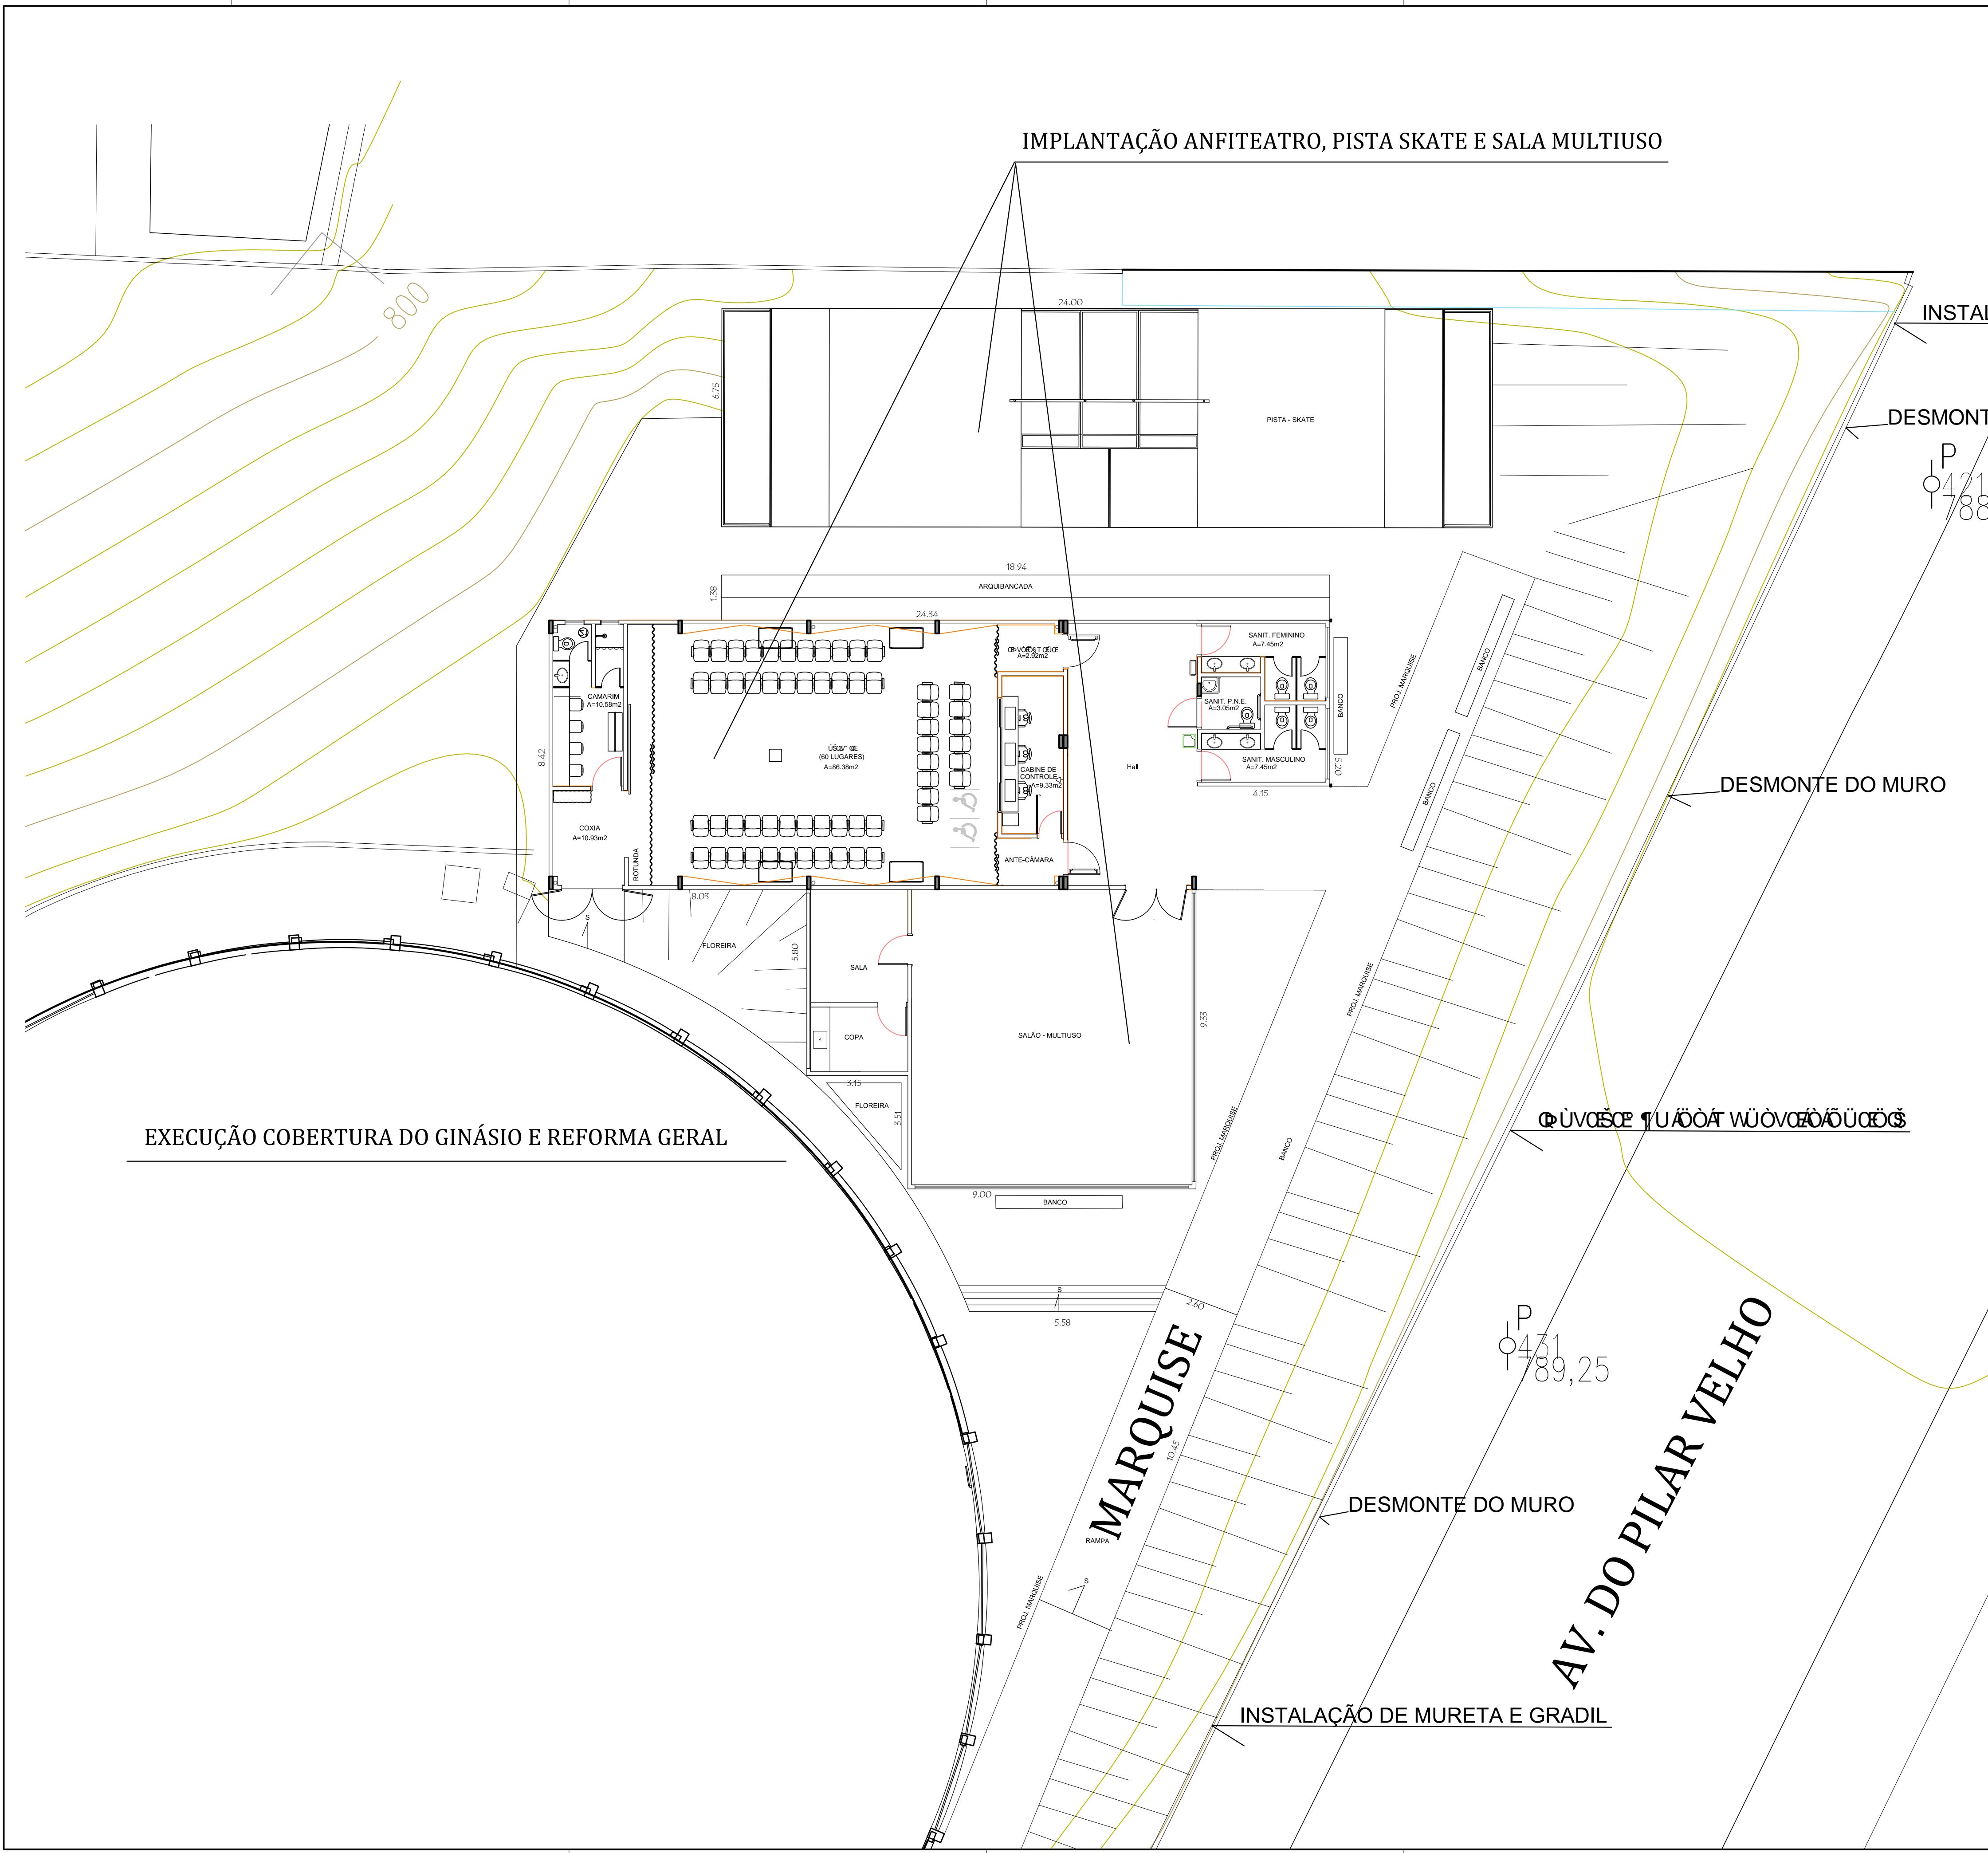 IMPLANTAÇÃO ANFITEATRO, PISTA SKATE E SALA MULTIUSO
800
24.00
INSTAL
6.75
PISTA - SKATE
DESMONT
P
421
18.94
1.38
ARQUIBANCADA
24.34
SANIT. FEMININO
A=7.45m2
A=2.92m2
BANCO
PROJ. MARQUISE
CAMARIM
A=10.58m2
SANIT. P.N.E.
A=3.05m2
BANCO
8.42
(60 LUGARES)
A=86.38m2
CABINE DE
CONTROLE
A=9,33m2
Hall
SANIT. MASCULINO
A=7.45m2
5.20
BANCO
4.15
DESMONTE DO MURO
COXIA
A=10.93m2
ROTUNDA
ANTE-CÂMARA
8.03
S
FLOREIRA
5.80
SALA
PROJ. MARQUISE
COPA
SALÃO - MULTIUSO
9.33
3.15
FLOREIRA
3.51
EXECUÇÃO COBERTURA DO GINÁSIO E REFORMA GERAL
PROJ. MARQUISE
BANCO
9.00
BANCO
S
2.60
5.58
P
431
789,25
MARQUISE
AV. DO PILAR VELHO
10.45
DESMONTE DO MURO
RAMPA
S
PROJ. MARQUISE
INSTALAÇÃO DE MURETA E GRADIL